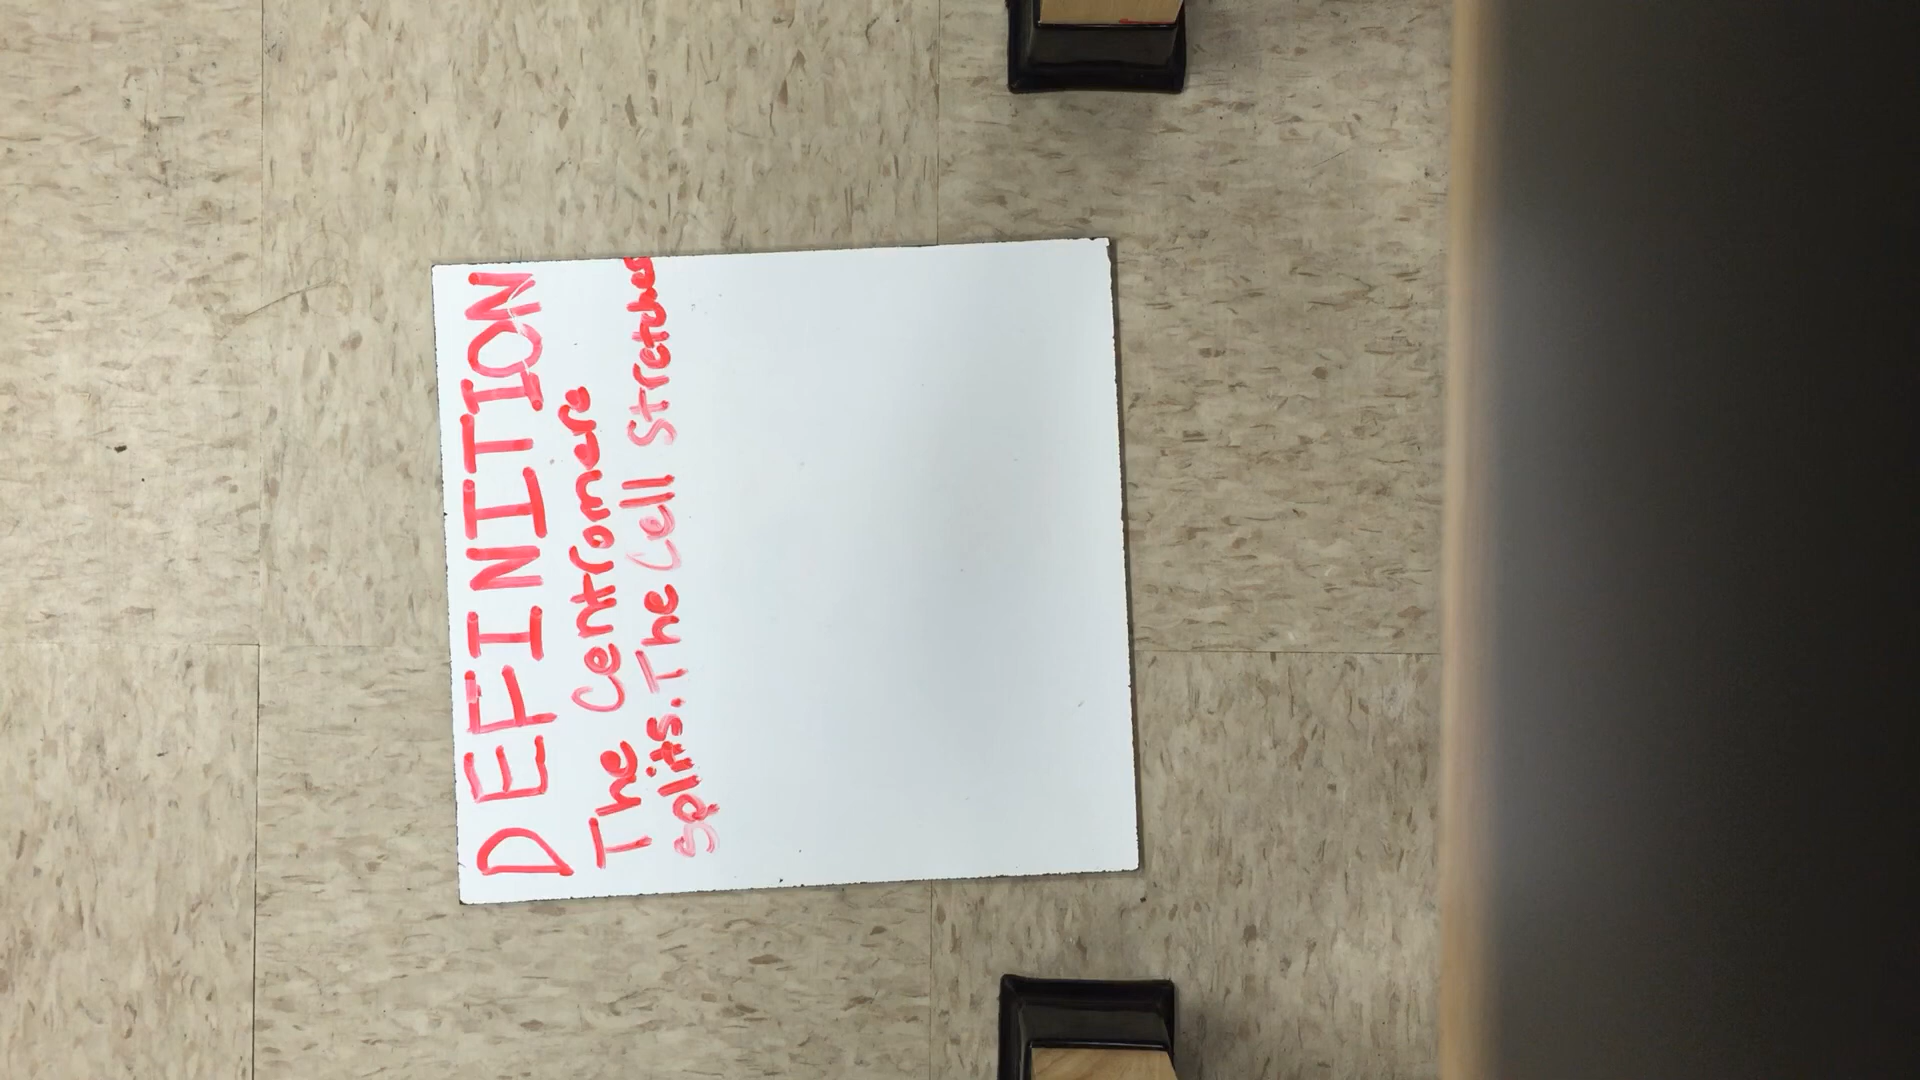 DEFINITION
The Centromere
splits. The Cell Stretches